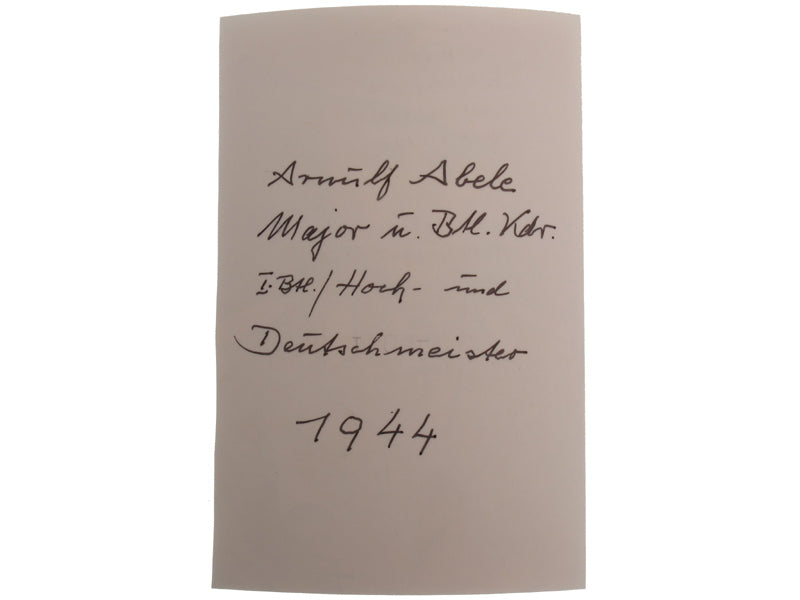 Arnulf Abele
Major u. Btl. Kdr.
I. Btl./Hoch- und
Deutschmeister
1944